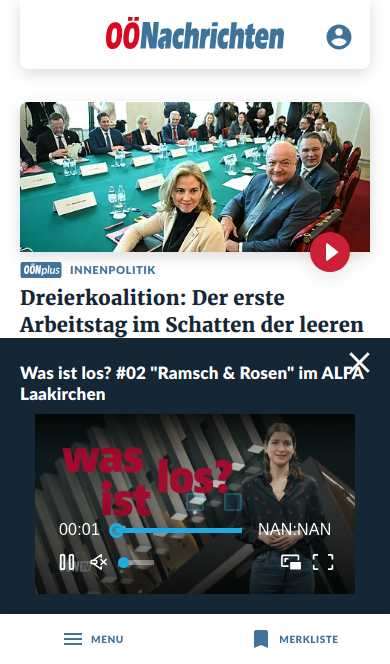 OÖNachrichten
OÖNplus INNENPOLITIK
Dreierkoalition: Der erste
Arbeitstag im Schatten der leeren
Was ist los? #02 "Ramsch & Rosen" im ALFA
Laakirchen
was
ist los?
00:01
NAN:NAN
MENU
MERKLISTE